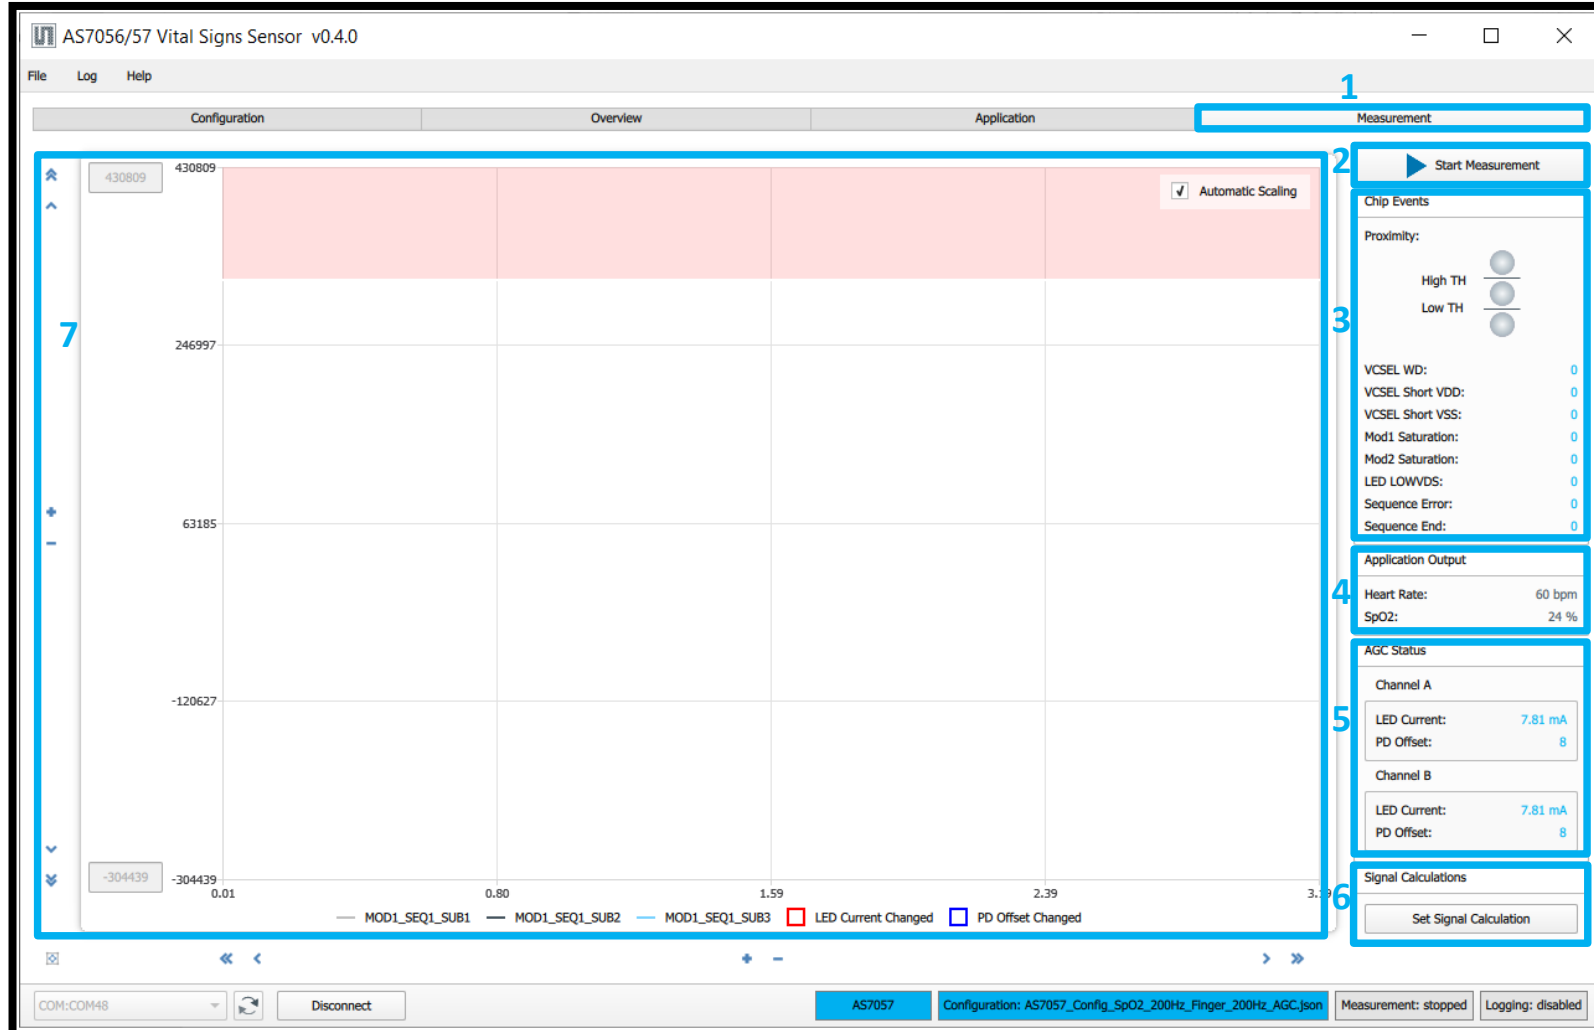 AS7056/57 Vital Signs Sensor v0.4.0
File Log Help
1
Configuration Overview Application Measurement
2
Start Measurement
430809
430809
Automatic Scaling
Chip Events
Proximity:
High TH
Low TH
3
7
246997
VCSEL WD: 0
VCSEL Short VDD: 0
VCSEL Short VSS: 0
Mod1 Saturation: 0
Mod2 Saturation: 0
LED LOWVDS: 0
Sequence Error: 0
Sequence End: 0
63185
Application Output
4
Heart Rate: 60 bpm
SpO2: 24 %
AGC Status
Channel A
-120627
5
LED Current: 7.81 mA
PD Offset: 8
Channel B
LED Current: 7.81 mA
PD Offset: 8
-304439
-304439
0.01 0.80 1.59 2.39
6
Signal Calculations
Set Signal Calculation
MOD1_SEQ1_SUB1 MOD1_SEQ1_SUB2 MOD1_SEQ1_SUB3 LED Current Changed PD Offset Changed
COM:COM48 Disconnect AS7057 Configuration: AS7057_Config_SpO2_200Hz_Finger_200Hz_AGC.json Measurement: stopped Logging: disabled